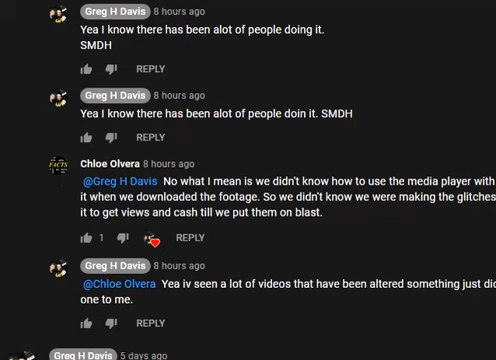 Greg H Davis 8 hours ago
Yea I know there has been alot of people doing it.
SMDH
REPLY
Greg H Davis 8 hours ago
Yea I know there has been alot of people doin it. SMDH
REPLY
FACTS
Chloe Olvera 8 hours ago
@Greg H Davis No what I mean is we didn't know how to use the media player with
it when we downloaded the footage. So we didn't know we were making the glitches
it to get views and cash till we put them on blast.
1 REPLY
Greg H Davis 8 hours ago
@Chloe Olvera Yea iv seen a lot of videos that have been altered something just
one to me.
REPLY
Greg H Davis 5 days ago